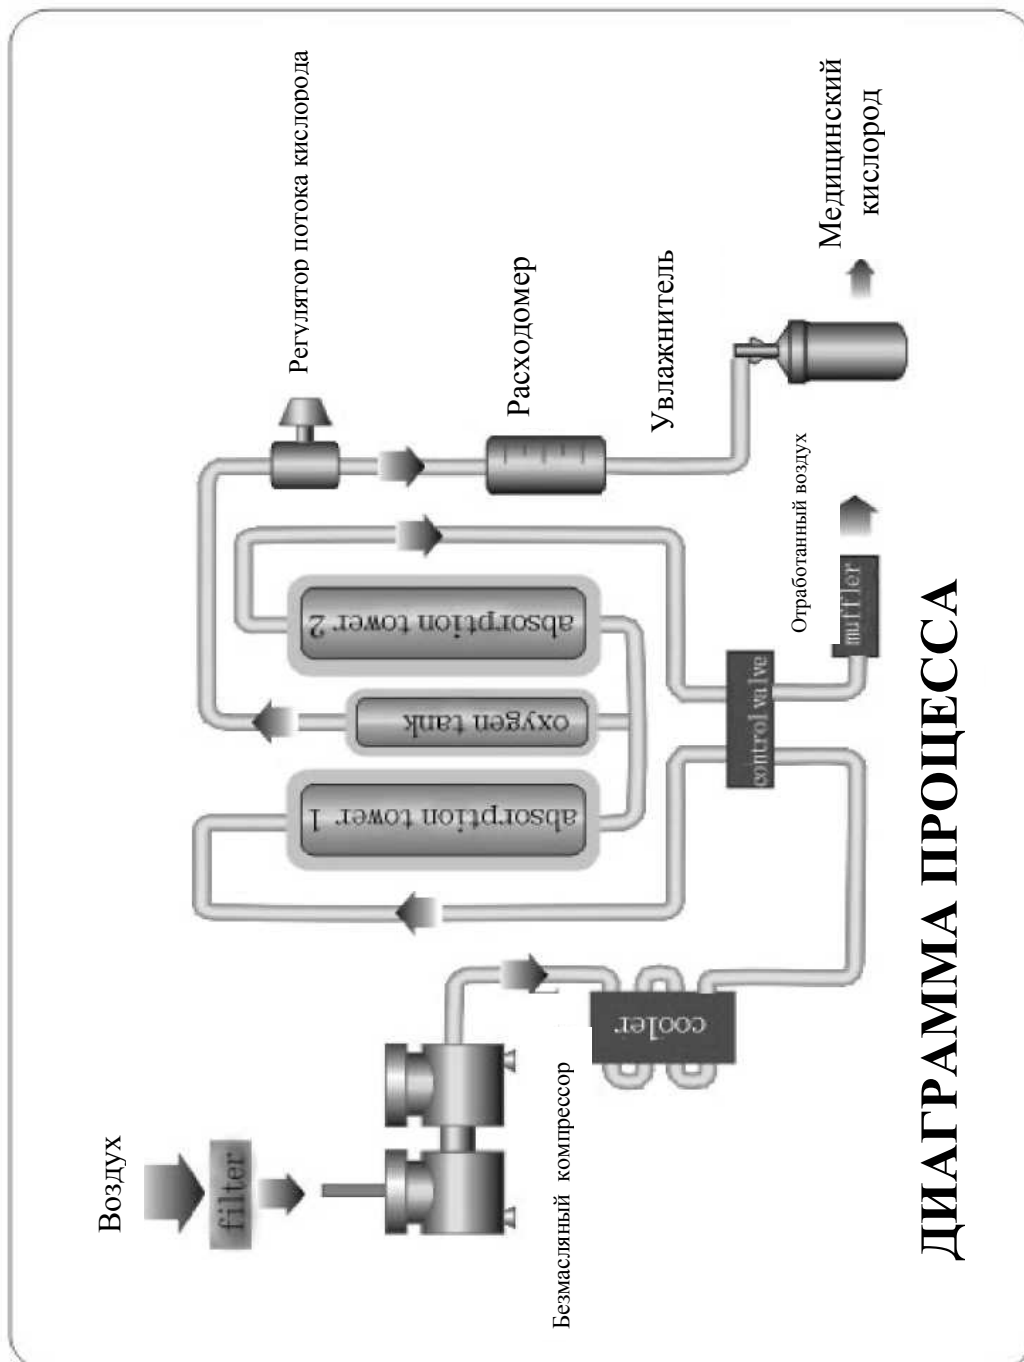 Воздух
filter
Безмасляный компрессор
cooler
absorption tower 1
oxygen tank
absorption tower 2
control valve
muffler
Отработанный воздух
Регулятор потока кислорода
Расходомер
Увлажнитель
Медицинский
кислород
ДИАГРАММА ПРОЦЕССА